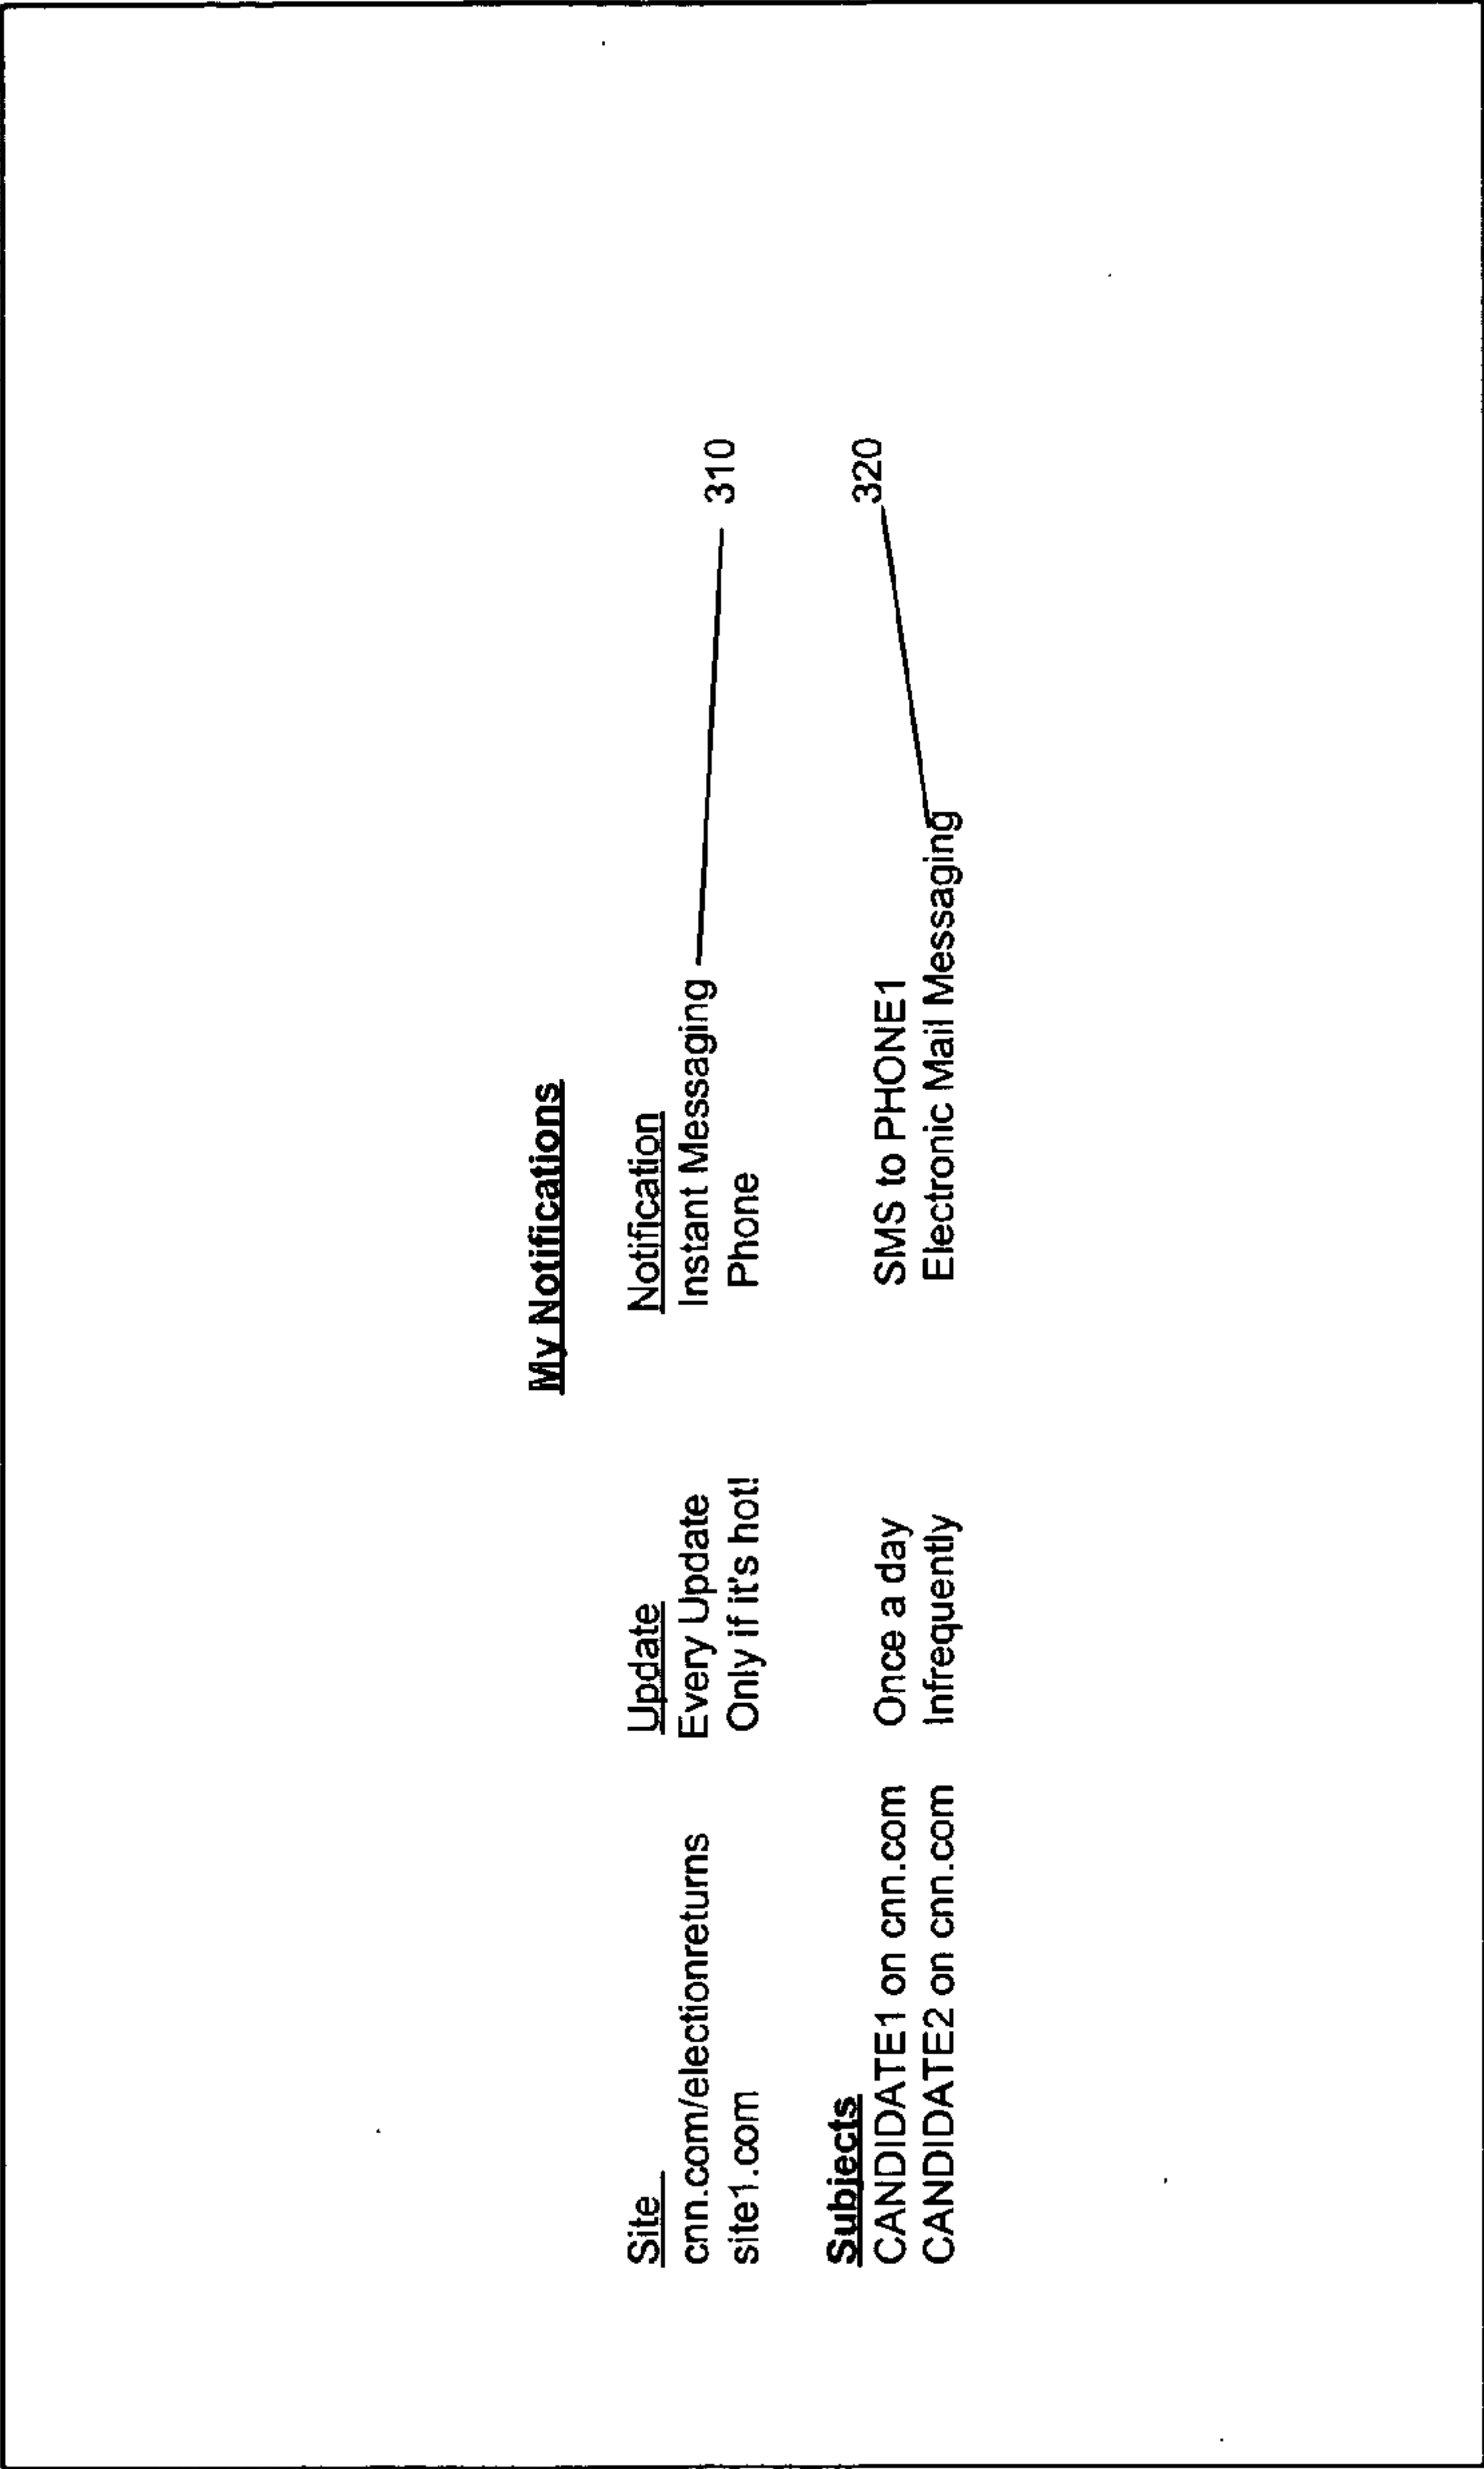 My Notifications
Site Update Notification
cnn.com/electionreturns Every Update Instant Messaging 310
site1.com Only if it's hot! Phone
Subjects 320
CANDIDATE1 on cnn.com Once a day SMS to PHONE1
CANDIDATE2 on cnn.com Infrequently Electronic Mail Messaging